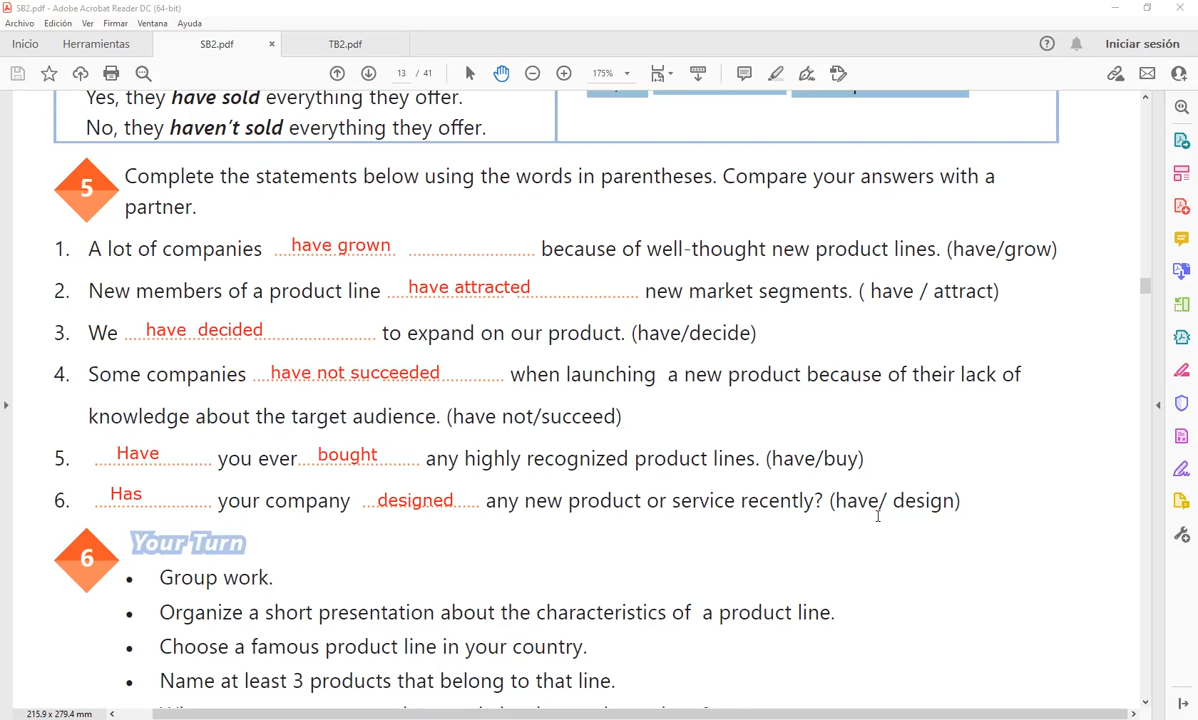 SB2.pdf - Adobe Acrobat Reader DC (64-bit)
Archivo Edición Ver Firmar Ventana Ayuda
Inicio Herramientas SB2.pdf × TB2.pdf Iniciar sesión
13 / 41 175%
Yes, they have sold everything they offer.
No, they haven't sold everything they offer.
5 Complete the statements below using the words in parentheses. Compare your answers with a
partner.
1. A lot of companies have grown because of well-thought new product lines. (have/grow)
2. New members of a product line have attracted new market segments. ( have / attract)
3. We have decided to expand on our product. (have/decide)
4. Some companies have not succeeded when launching a new product because of their lack of
knowledge about the target audience. (have not/succeed)
5. Have you ever bought any highly recognized product lines. (have/buy)
6. Has your company designed any new product or service recently? (have/ design)
6 Your Turn
• Group work.
• Organize a short presentation about the characteristics of a product line.
• Choose a famous product line in your country.
• Name at least 3 products that belong to that line.
215.9 x 279.4 mm